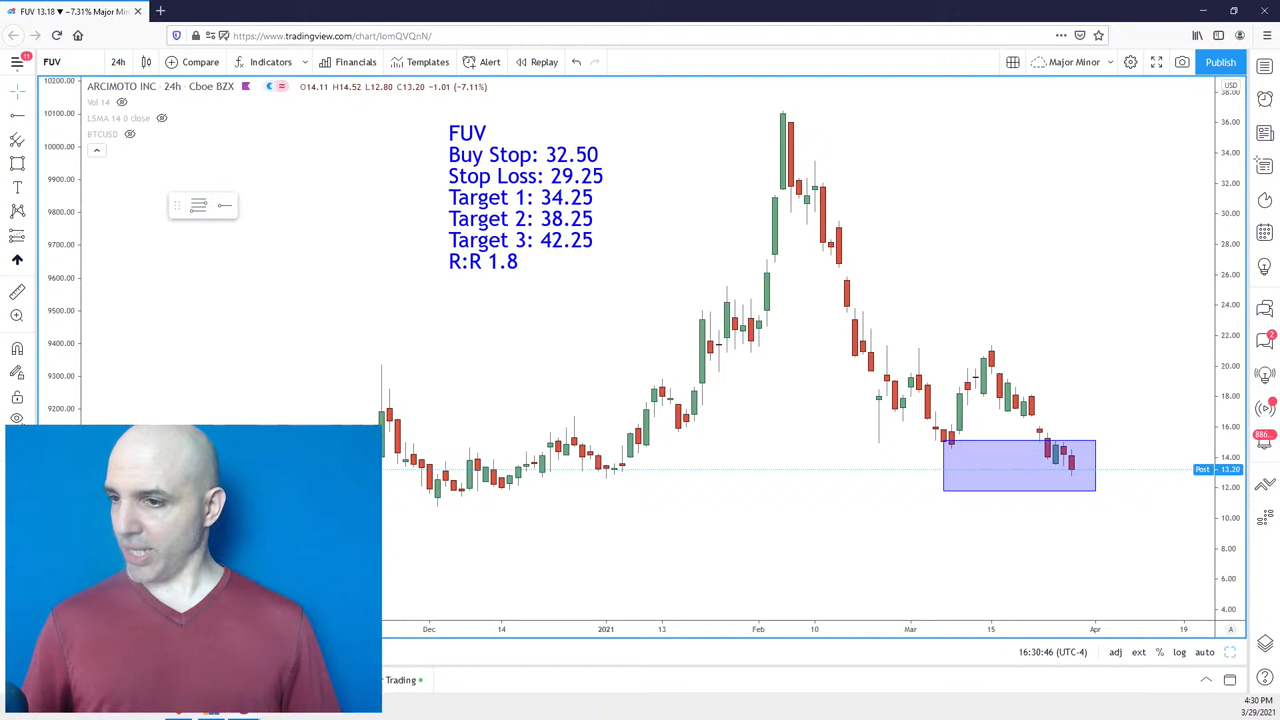 FUV 13.18 ▼ −7.31% Major Min
https://www.tradingview.com/chart/IomQVQnN/
11
FUV
24h
Compare
Indicators
Financials
Templates
Alert
Replay
Major Minor
Publish
ARCIMOTO INC · 24h · Cboe BZX
O14.11 H14.52 L12.80 C13.20 −1.01 (−7.11%)
Vol 14
LSMA 14 0 close
BTCUSD
FUV
Buy Stop: 32.50
Stop Loss: 29.25
Target 1: 34.25
Target 2: 38.25
Target 3: 42.25
R:R 1.8
10200.00
10100.00
10000.00
9900.00
9800.00
9700.00
9600.00
9500.00
9400.00
9300.00
9200.00
USD
38.00
36.00
34.00
32.00
30.00
28.00
26.00
24.00
22.00
20.00
18.00
16.00
14.00
Post
13.20
12.00
10.00
8.00
6.00
4.00
2
886...
Dec
14
2021
13
Feb
10
Mar
15
Apr
19
A
16:30:46 (UTC-4)
adj
ext
%
log
auto
Trading
4:30 PM
3/29/2021